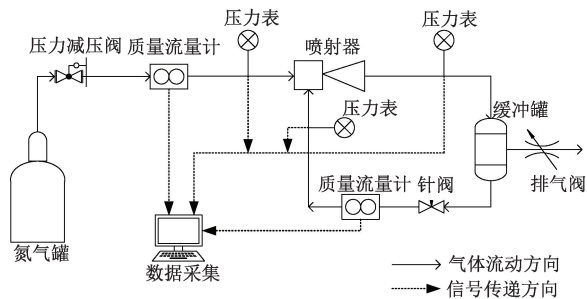 压力表
压力表
压力减压阀
质量流量计
喷射器
压力表
缓冲罐
质量流量计
针阀
排气阀
氮气罐
数据采集
气体流动方向
信号传递方向